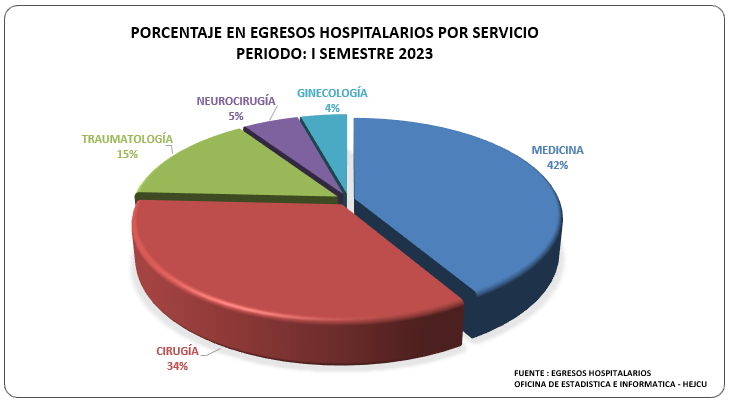 PORCENTAJE EN EGRESOS HOSPITALARIOS POR SERVICIO
PERIODO: I SEMESTRE 2023
GINECOLOGÍA
4%
NEUROCIRUGÍA
5%
TRAUMATOLOGÍA
15%
MEDICINA
42%
CIRUGÍA
34%
FUENTE : EGRESOS HOSPITALARIOS
OFICINA DE ESTADISTICA E INFORMATICA - HEJCU